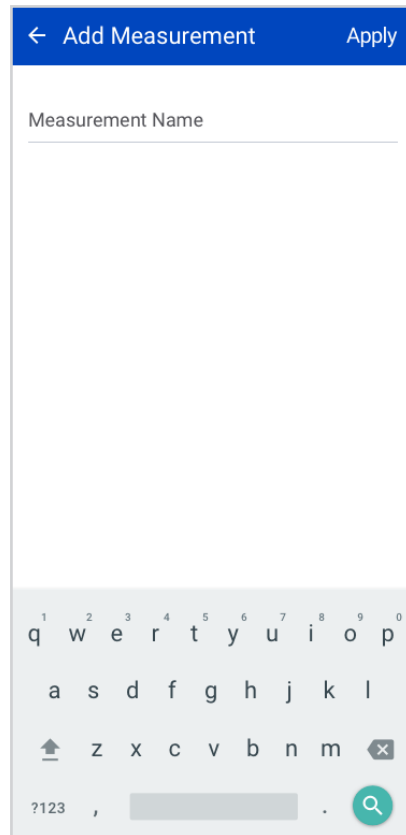 Add Measurement Apply
Measurement Name
1 2 3 4 5 6 7 8 9 0
q w e r t y u i o p
a s d f g h j k l
z x c v b n m
?123 , .